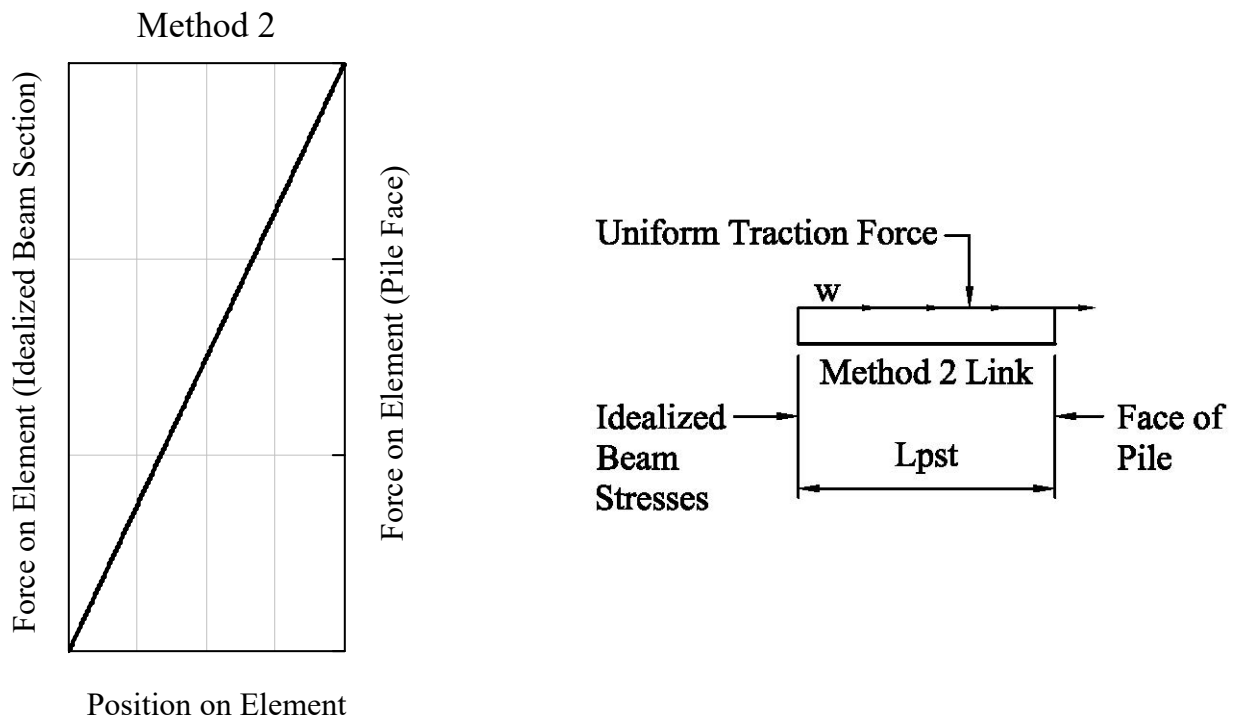 Method 2
Force on Element (Idealized Beam Section)
Force on Element (Pile Face)
Position on Element
Uniform Traction Force
w
Method 2 Link
Idealized
Beam
Stresses
Lpst
Face of
Pile